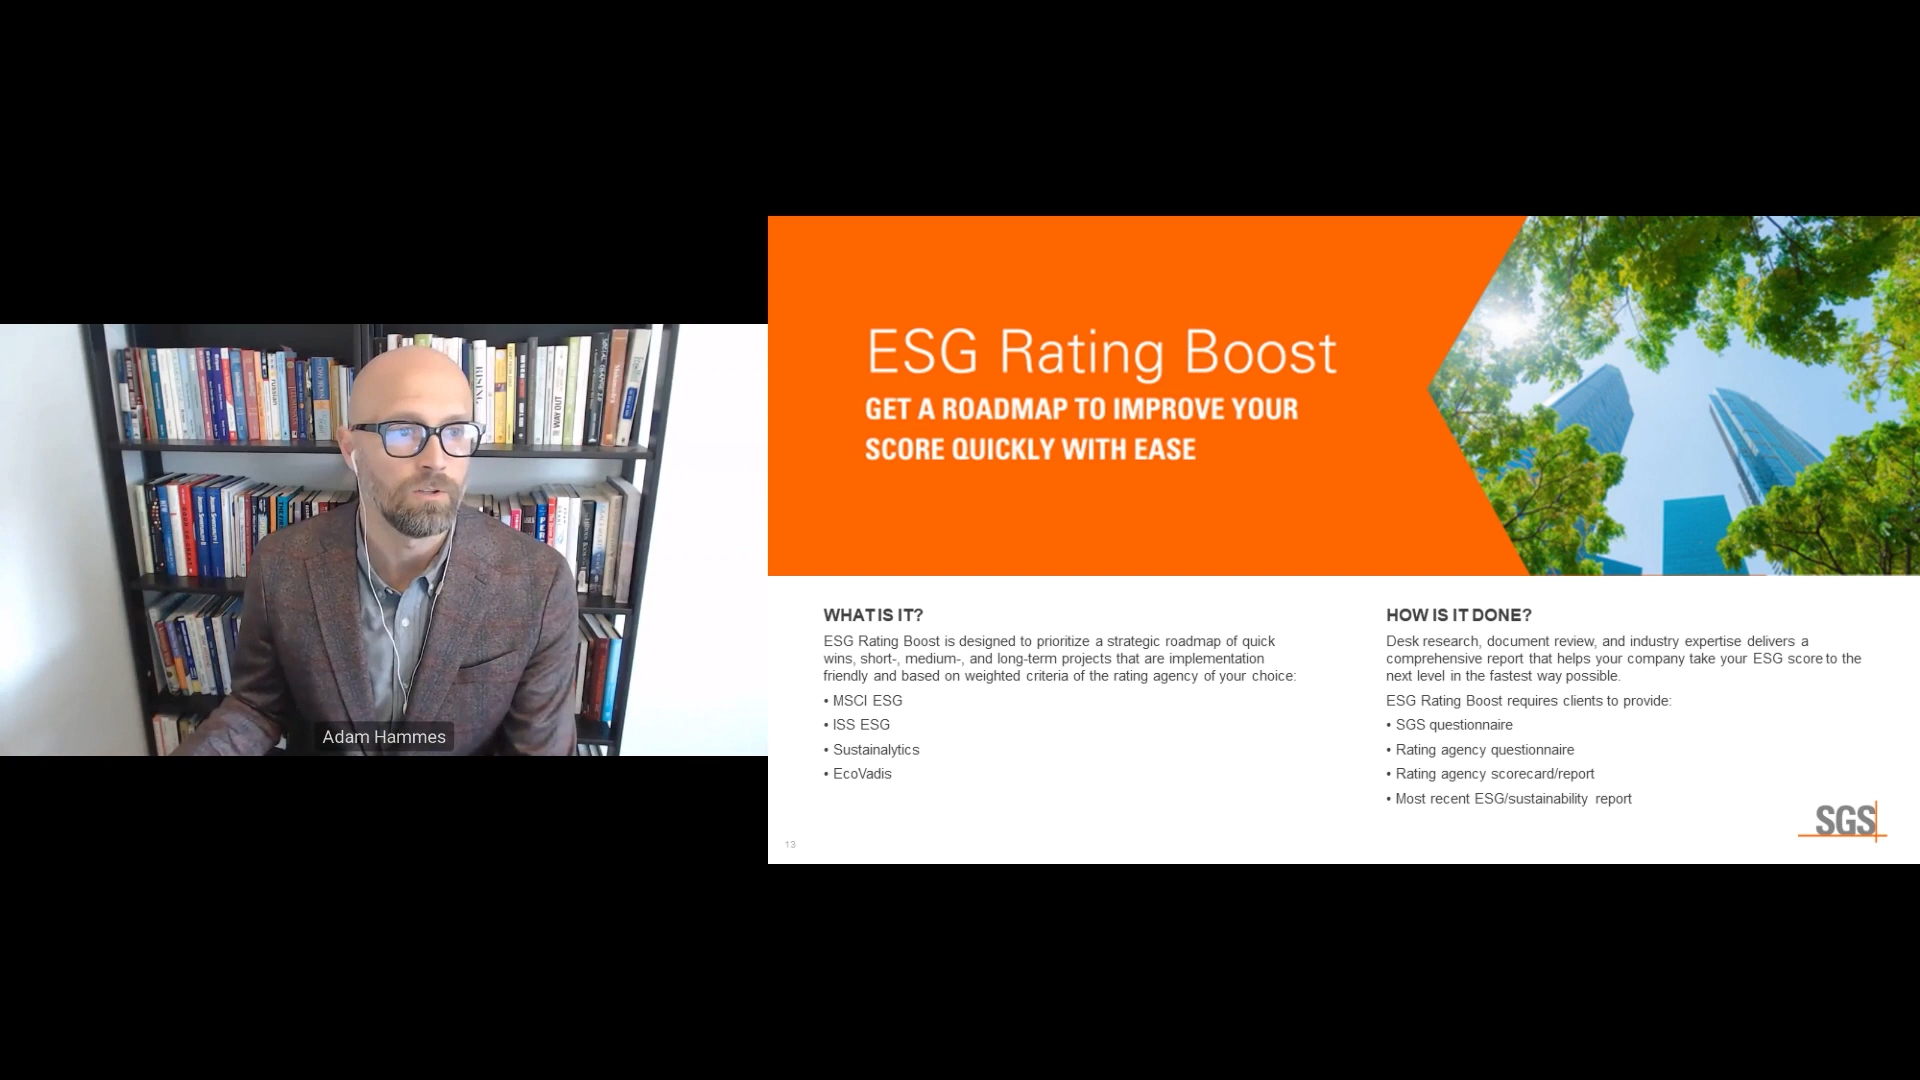 Adam Hammes
ESG Rating Boost
GET A ROADMAP TO IMPROVE YOUR
SCORE QUICKLY WITH EASE
WHAT IS IT?
ESG Rating Boost is designed to prioritize a strategic roadmap of quick
wins, short-, medium-, and long-term projects that are implementation
friendly and based on weighted criteria of the rating agency of your choice:
• MSCI ESG
• ISS ESG
• Sustainalytics
• EcoVadis
HOW IS IT DONE?
Desk research, document review, and industry expertise delivers a
comprehensive report that helps your company take your ESG score to the
next level in the fastest way possible.
ESG Rating Boost requires clients to provide:
• SGS questionnaire
• Rating agency questionnaire
• Rating agency scorecard/report
• Most recent ESG/sustainability report
SGS
13
RISING
WAY OUT
russian